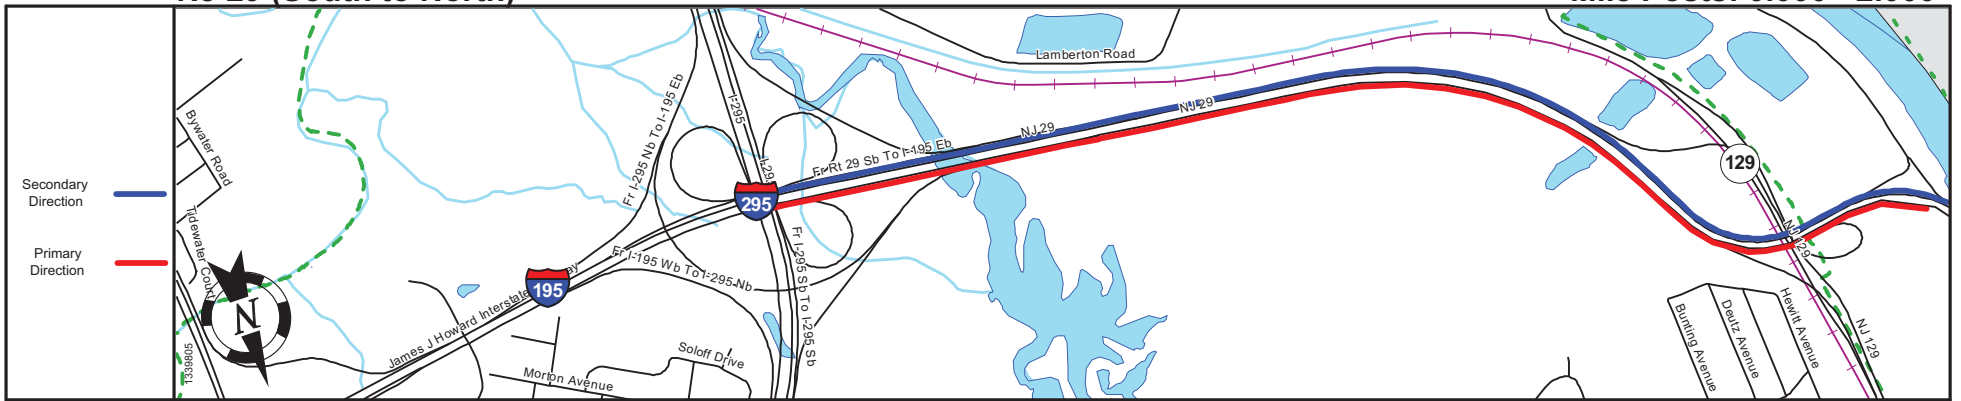 Secondary
Direction
Primary
Direction
Bywater Road
Tidewater Court
N
1339805
James J Howard Interstate
195
Fr I-195 Wb To I-295 Nb
Fr I-295 Nb To I-195 Eb
I-295
295
Fr I-295 Sb To I-295 Sb
Fr Rt 29 Sb To I-195 Eb
NJ 29
NJ 29
Lamberton Road
Morton Avenue
Soloff Drive
129
NJ 129
NJ 129
Hewitt Avenue
Deutz Avenue
Bunting Avenue